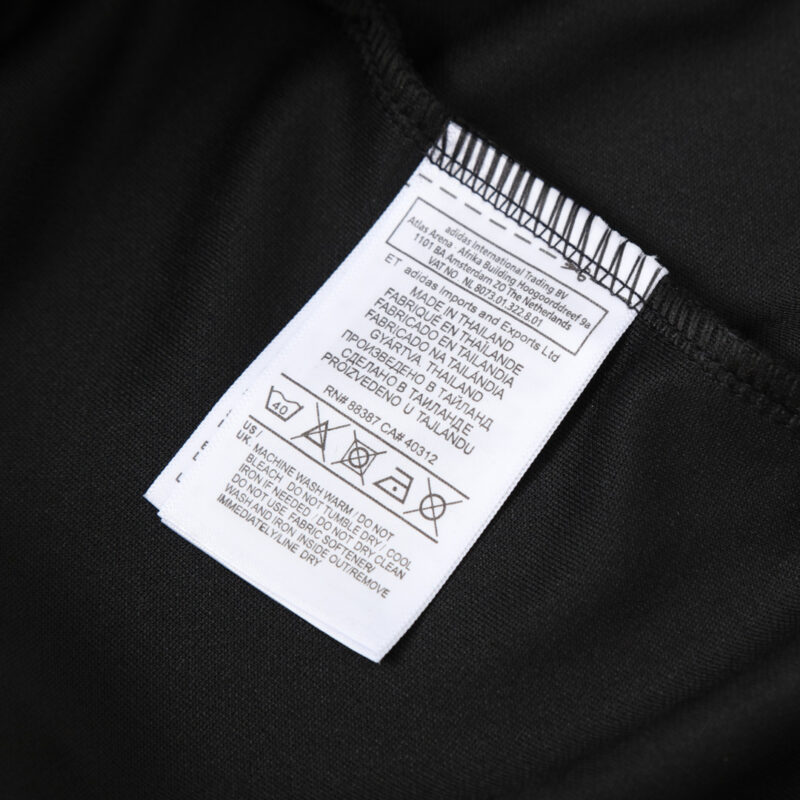 adidas International Trading BV
Atlas Arena - Afrika Building Hoogoorddreef 9a
1101 BA Amsterdam ZO The Netherlands
VAT NO NL 8073.01.322.8.01
ET adidas Imports and Exports Ltd
MADE IN THAILAND
FABRIQUÉ EN THAÏLANDE
FABRICADO EN TAILANDIA
FABRICADO NA TAILÂNDIA
GYÁRTVA: THAILAND
ПРОИЗВЕДЕНО В ТАЙЛАНД
СДЕЛАНО В ТАИЛАНДЕ
PROIZVEDENO U TAJLANDU
RN# 88387 CA# 40312
40
US /
UK. MACHINE WASH WARM / DO NOT
BLEACH / DO NOT TUMBLE DRY / COOL
IRON IF NEEDED / DO NOT DRY CLEAN
DO NOT USE FABRIC SOFTENER/
WASH AND IRON INSIDE OUT/REMOVE
IMMEDIATELY/LINE DRY